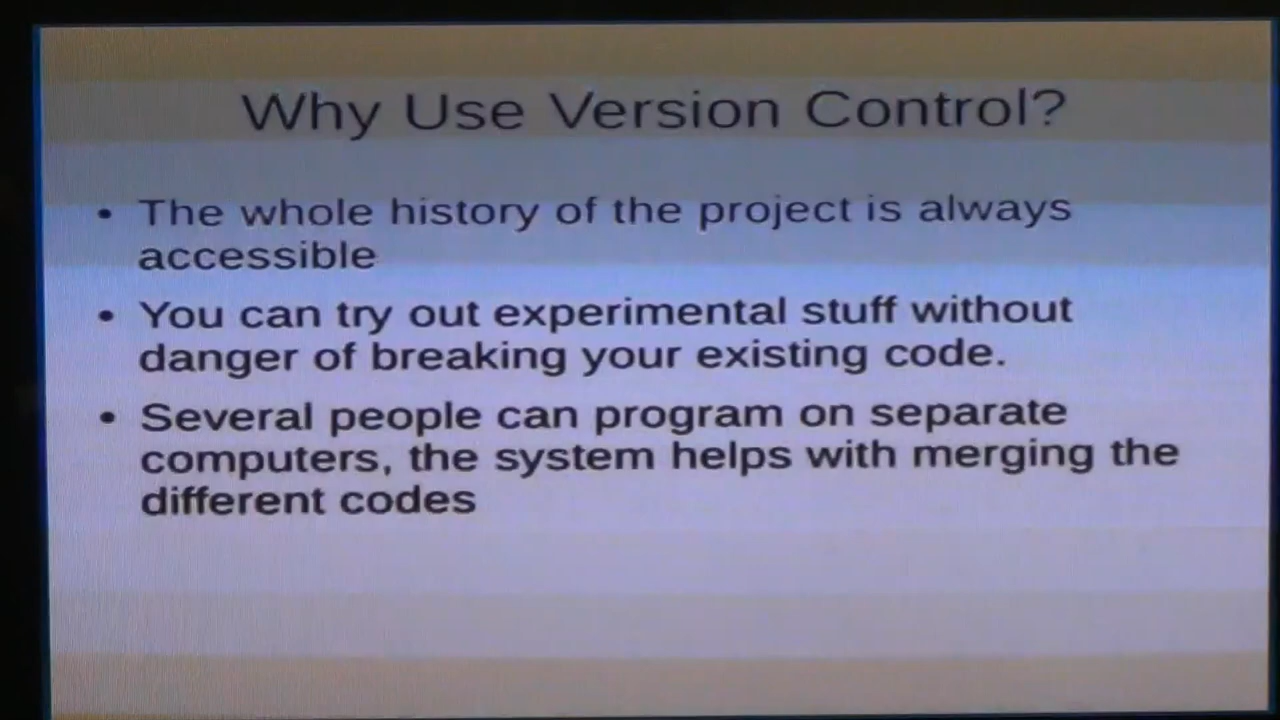 Why Use Version Control?
• The whole history of the project is always
accessible
• You can try out experimental stuff without
danger of breaking your existing code.
• Several people can program on separate
computers, the system helps with merging the
different codes